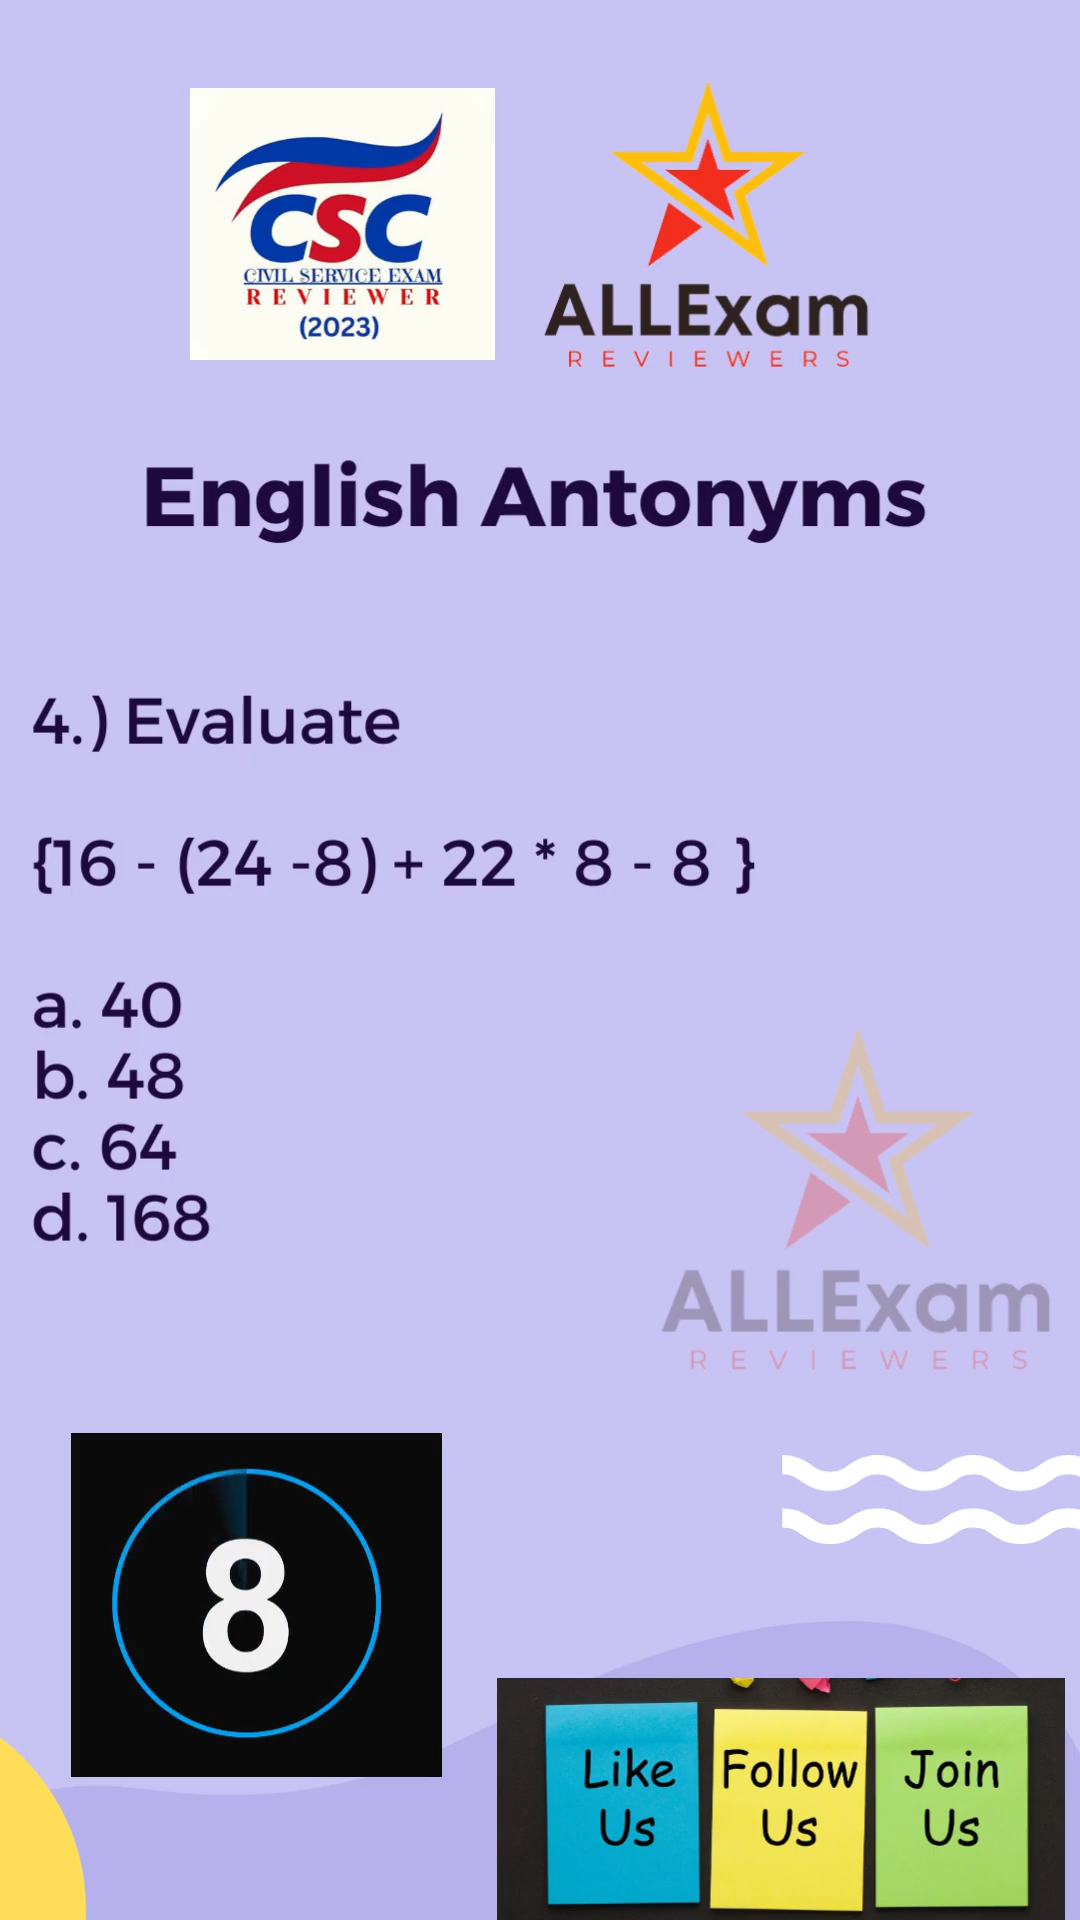 CSC
CIVIL SERVICE EXAM
REVIEWER
(2023)
ALLExam
REVIEWERS
English Antonyms
4.) Evaluate
{16 - (24 -8) + 22 * 8 - 8 }
a. 40
b. 48
c. 64
d. 168
ALLExam
REVIEWERS
8
Like Us
Follow Us
Join Us